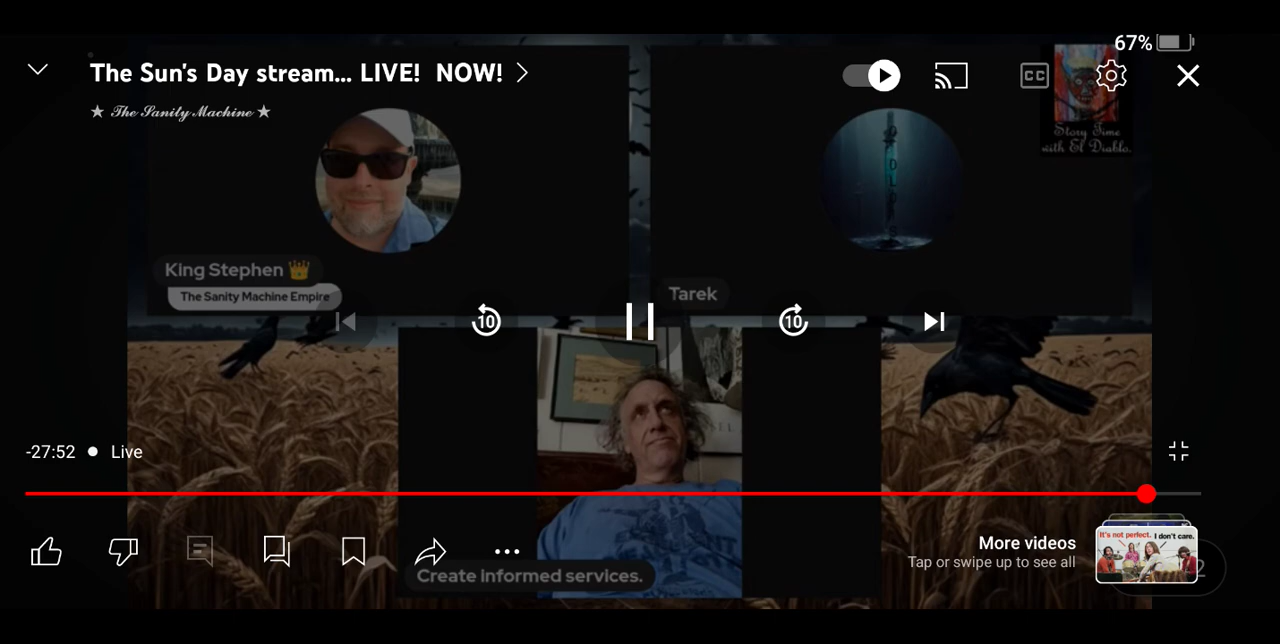 67%
The Sun's Day stream... LIVE! NOW!
★ The Sanity Machine ★
CC
Story Time
with El Diablo.
King Stephen 👑
The Sanity Machine Empire
Tarek
10
10
-27:52 ● Live
It's not perfect. I don't care.
More videos
Tap or swipe up to see all
Create informed services.
2